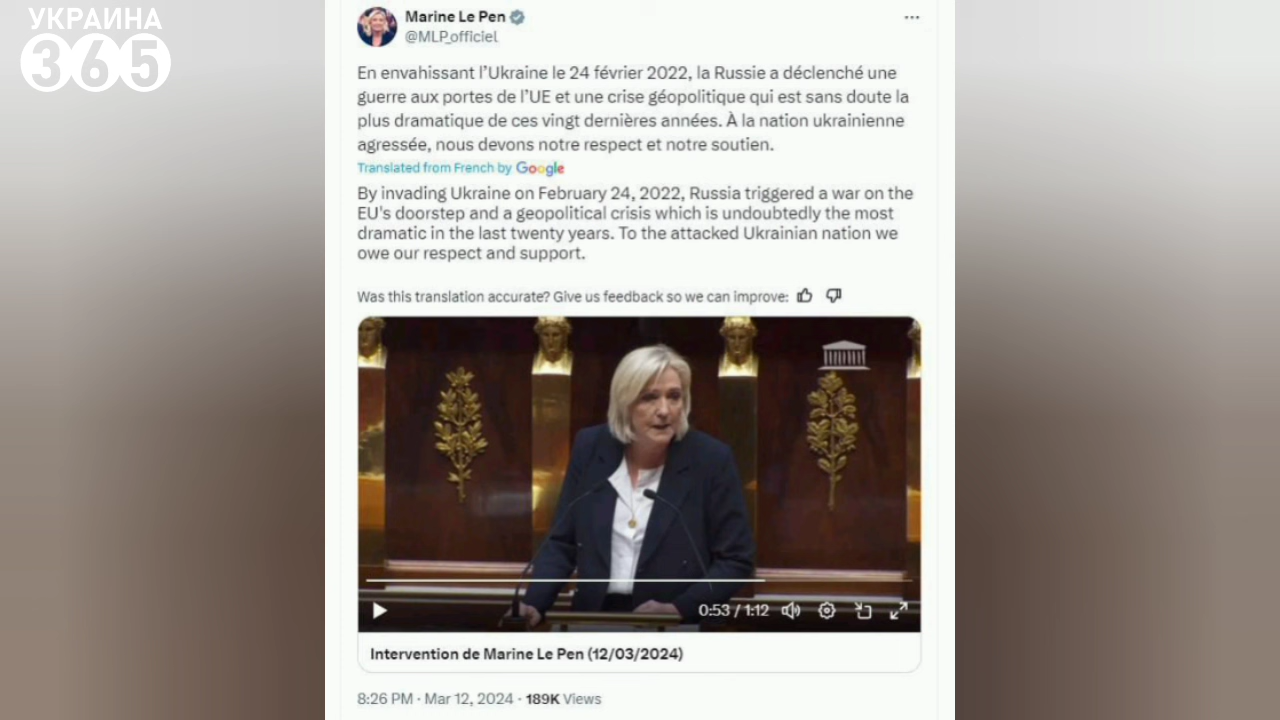 УКРАИНА
365
Marine Le Pen
@MLP_officiel
En envahissant l’Ukraine le 24 février 2022, la Russie a déclenché une
guerre aux portes de l’UE et une crise géopolitique qui est sans doute la
plus dramatique de ces vingt dernières années. À la nation ukrainienne
agressée, nous devons notre respect et notre soutien.
Translated from French by Google
By invading Ukraine on February 24, 2022, Russia triggered a war on the
EU's doorstep and a geopolitical crisis which is undoubtedly the most
dramatic in the last twenty years. To the attacked Ukrainian nation we
owe our respect and support.
Was this translation accurate? Give us feedback so we can improve:
0:53 / 1:12
Intervention de Marine Le Pen (12/03/2024)
8:26 PM · Mar 12, 2024 · 189K Views